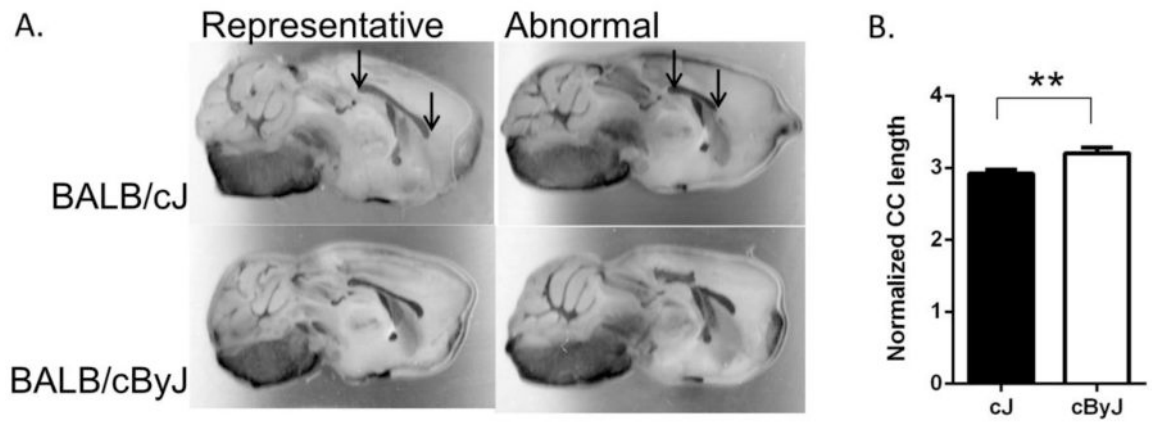 A.
Representative
Abnormal
BALB/cJ
BALB/cByJ
B.
**
Normalized CC length
4
3
2
1
0
cJ
cByJ